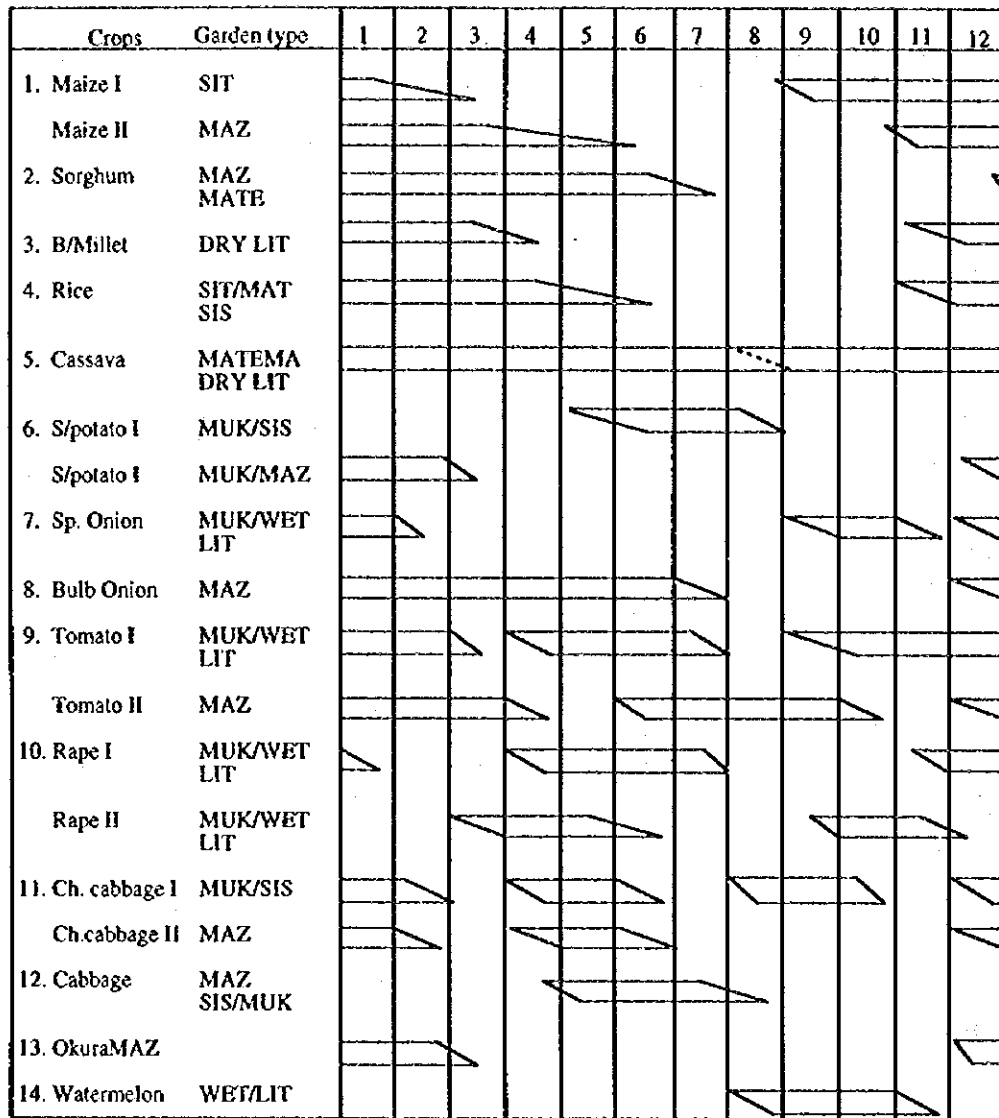 Crops Garden type 1 2 3 4 5 6 7 8 9 10 11 12
1. Maize I SIT
Maize II MAZ
2. Sorghum MAZ
MATE
3. B/Millet DRY LIT
4. Rice SIT/MAT
SIS
5. Cassava MATEMA
DRY LIT
6. S/potato I MUK/SIS
S/potato I MUK/MAZ
7. Sp. Onion MUK/WET
LIT
8. Bulb Onion MAZ
9. Tomato I MUK/WET
LIT
Tomato II MAZ
10. Rape I MUK/WET
LIT
Rape II MUK/WET
LIT
11. Ch. cabbage I MUK/SIS
Ch.cabbage II MAZ
12. Cabbage MAZ
SIS/MUK
13. OkuraMAZ
14. Watermelon WET/LIT